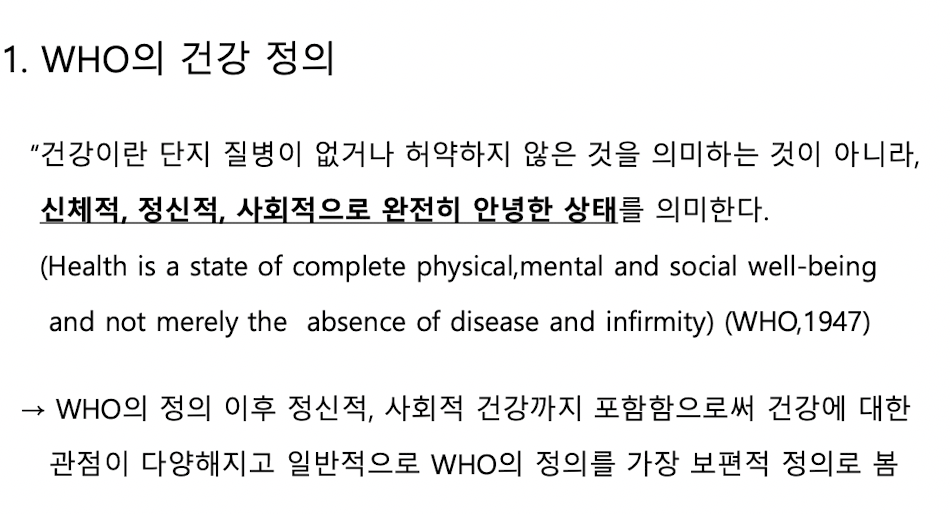 1. WHO의 건강 정의
“건강이란 단지 질병이 없거나 허약하지 않은 것을 의미하는 것이 아니라,
신체적, 정신적, 사회적으로 완전히 안녕한 상태를 의미한다.
(Health is a state of complete physical,mental and social well-being
and not merely the absence of disease and infirmity) (WHO,1947)
→ WHO의 정의 이후 정신적, 사회적 건강까지 포함함으로써 건강에 대한
관점이 다양해지고 일반적으로 WHO의 정의를 가장 보편적 정의로 봄